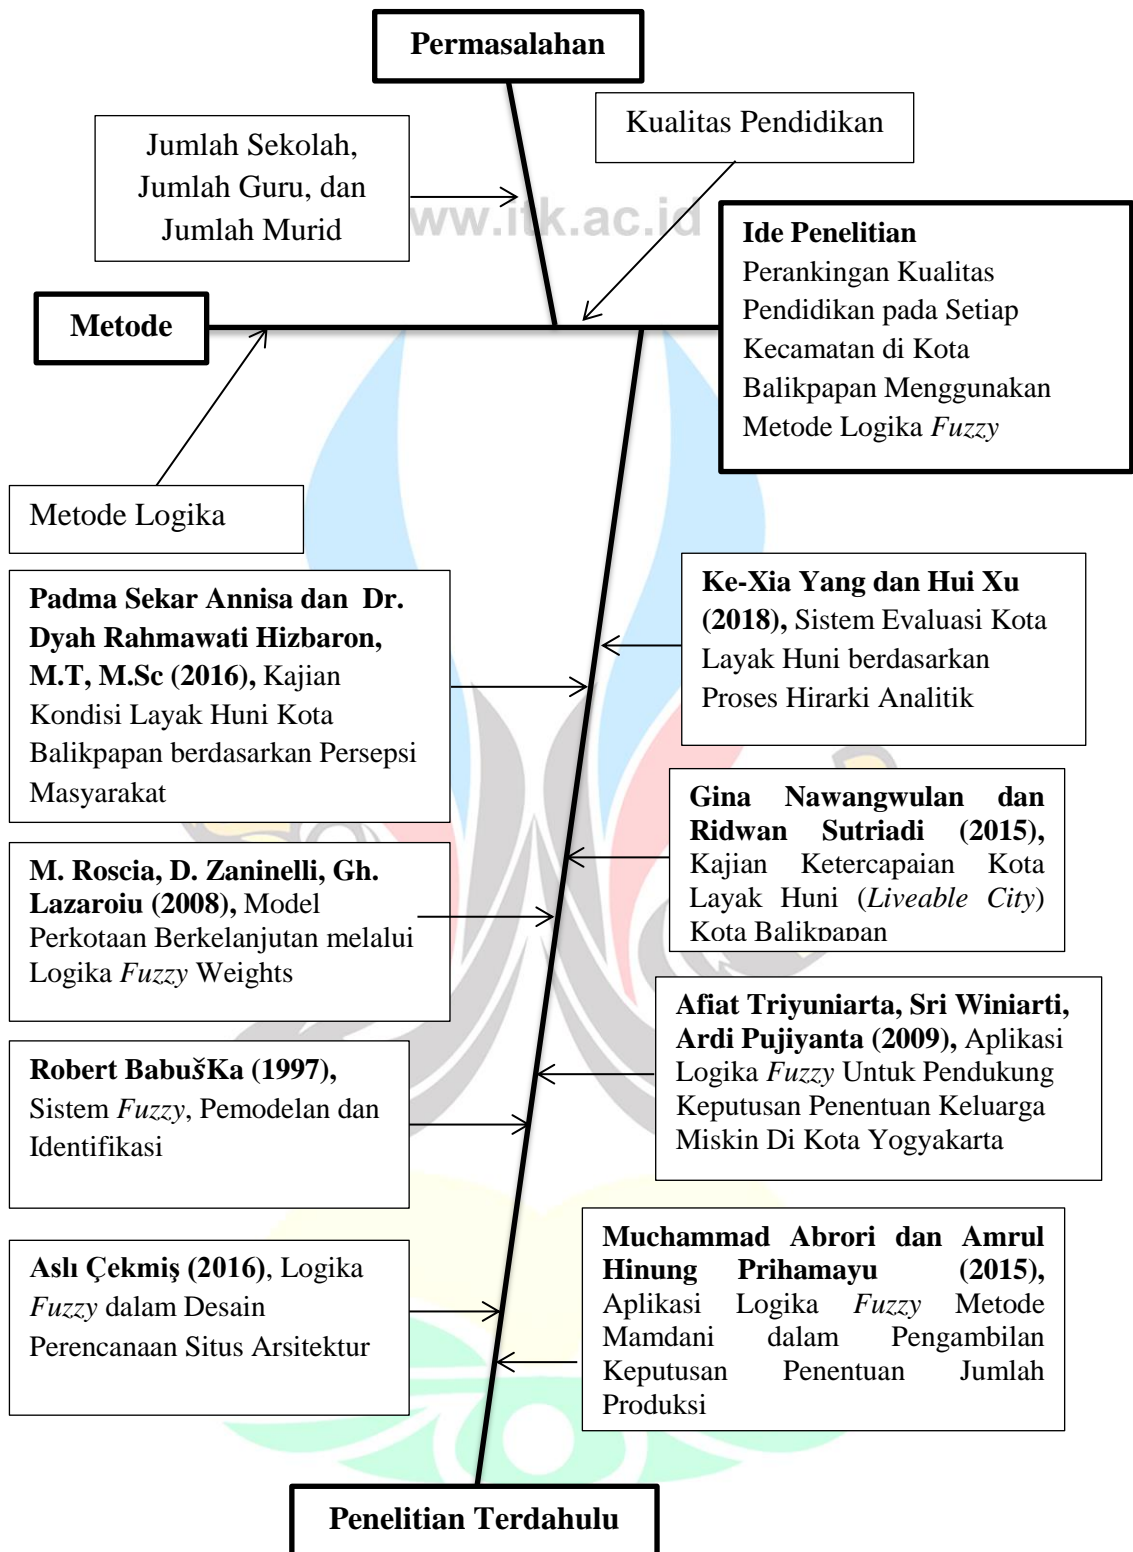 Permasalahan
Kualitas Pendidikan
Jumlah Sekolah,
Jumlah Guru, dan
Jumlah Murid
www.itk.ac.id
Ide Penelitian
Perankingan Kualitas
Pendidikan pada Setiap
Kecamatan di Kota
Balikpapan Menggunakan
Metode Logika Fuzzy
Metode
Metode Logika
Padma Sekar Annisa dan Dr.
Dyah Rahmawati Hizbaron,
M.T, M.Sc (2016), Kajian
Kondisi Layak Huni Kota
Balikpapan berdasarkan Persepsi
Masyarakat
Ke-Xia Yang dan Hui Xu
(2018), Sistem Evaluasi Kota
Layak Huni berdasarkan
Proses Hirarki Analitik
Gina Nawangwulan dan
Ridwan Sutriadi (2015),
Kajian Ketercapaian Kota
Layak Huni (Liveable City)
Kota Balikpapan
M. Roscia, D. Zaninelli, Gh.
Lazaroiu (2008), Model
Perkotaan Berkelanjutan melalui
Logika Fuzzy Weights
Afiat Triyuniarta, Sri Winiarti,
Ardi Pujiyanta (2009), Aplikasi
Logika Fuzzy Untuk Pendukung
Keputusan Penentuan Keluarga
Miskin Di Kota Yogyakarta
Robert BabušKa (1997),
Sistem Fuzzy, Pemodelan dan
Identifikasi
Muchammad Abrori dan Amrul
Hinung Prihamayu (2015),
Aplikasi Logika Fuzzy Metode
Mamdani dalam Pengambilan
Keputusan Penentuan Jumlah
Produksi
Aslı Çekmiş (2016), Logika
Fuzzy dalam Desain
Perencanaan Situs Arsitektur
Penelitian Terdahulu